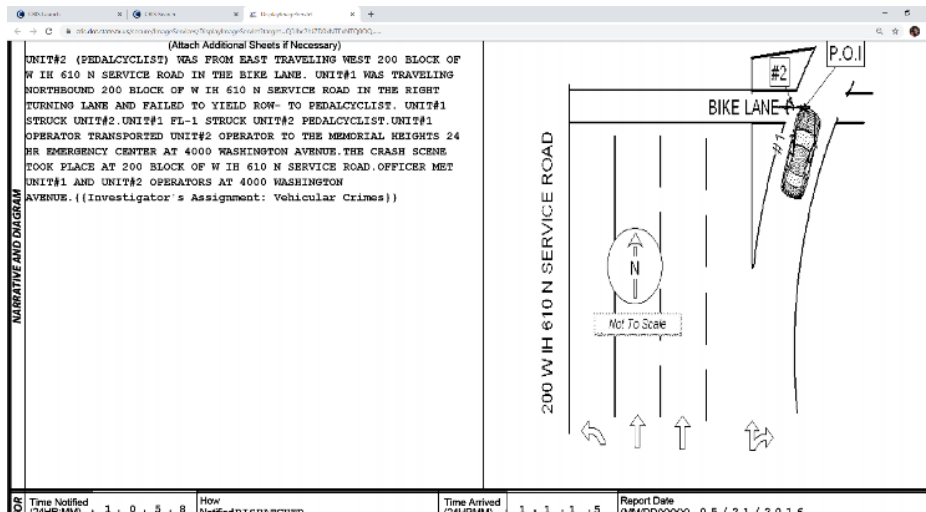 CRIS Search
DisplayImageServlet
(Attach Additional Sheets if Necessary)
UNIT#2 (PEDALCYCLIST) WAS FROM EAST TRAVELING WEST 200 BLOCK OF
W IH 610 N SERVICE ROAD IN THE BIKE LANE. UNIT#1 WAS TRAVELING
NORTHBOUND 200 BLOCK OF W IH 610 N SERVICE ROAD IN THE RIGHT
TURNING LANE AND FAILED TO YIELD ROW- TO PEDALCYCLIST. UNIT#1
STRUCK UNIT#2.UNIT#1 FL-1 STRUCK UNIT#2 PEDALCYCLIST.UNIT#1
OPERATOR TRANSPORTED UNIT#2 OPERATOR TO THE MEMORIAL HEIGHTS 24
HR EMERGENCY CENTER AT 4000 WASHINGTON AVENUE.THE CRASH SCENE
TOOK PLACE AT 200 BLOCK OF W IH 610 N SERVICE ROAD.OFFICER MET
UNIT#1 AND UNIT#2 OPERATORS AT 4000 WASHINGTON
AVENUE.((Investigator's Assignment: Vehicular Crimes))
NARRATIVE AND DIAGRAM
P.O.I
#2
BIKE LANE
#1
200 W IH 610 N SERVICE ROAD
N
Not To Scale
Time Notified
(24HR:MM) 1 0 5 8
How
Notified DISPATCHED
Time Arrived
(24HR:MM) 1 1 1 5
Report Date
05/21/2016